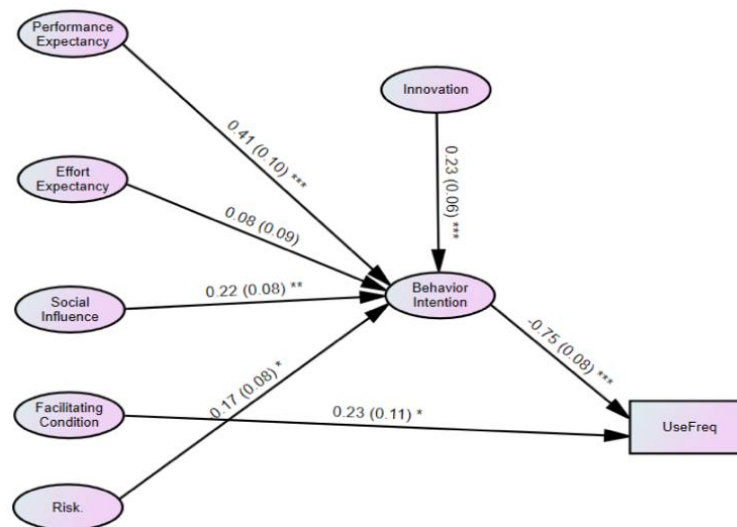 Performance
Expectancy
Innovation
0.41 (0.10) ***
0.23 (0.06) ***
Effort
Expectancy
0.08 (0.09)
Social
Influence
0.22 (0.08) **
Behavior
Intention
-0.75 (0.08) ***
0.17 (0.08) *
Facilitating
Condition
0.23 (0.11) *
UseFreq
Risk.